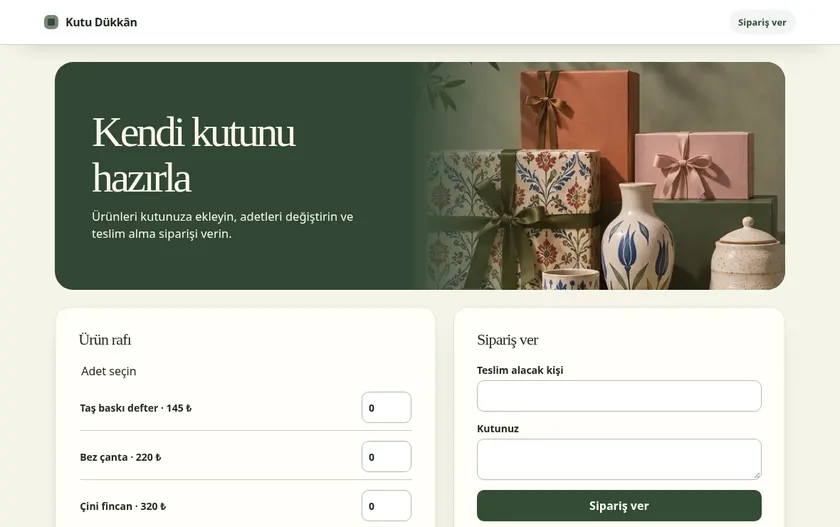 Kutu Dükkân
Sipariş ver
Kendi kutunu
hazırla
Ürünleri kutunuza ekleyin, adetleri değiştirin ve
teslim alma siparişi verin.
Ürün rafı
Adet seçin
Taş baskı defter · 145 ₺
0
Bez çanta · 220 ₺
0
Çini fincan · 320 ₺
0
Sipariş ver
Teslim alacak kişi
Kutunuz
Sipariş ver